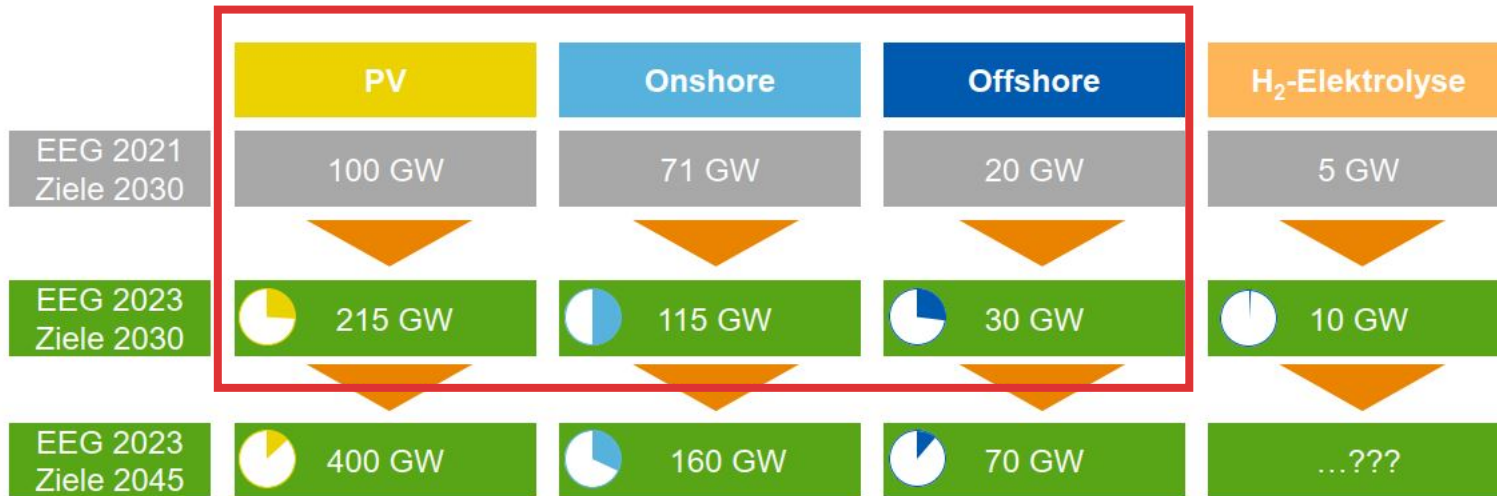 PV
Onshore
Offshore
H₂-Elektrolyse
EEG 2021
Ziele 2030
100 GW
71 GW
20 GW
5 GW
EEG 2023
Ziele 2030
215 GW
115 GW
30 GW
10 GW
EEG 2023
Ziele 2045
400 GW
160 GW
70 GW
...???